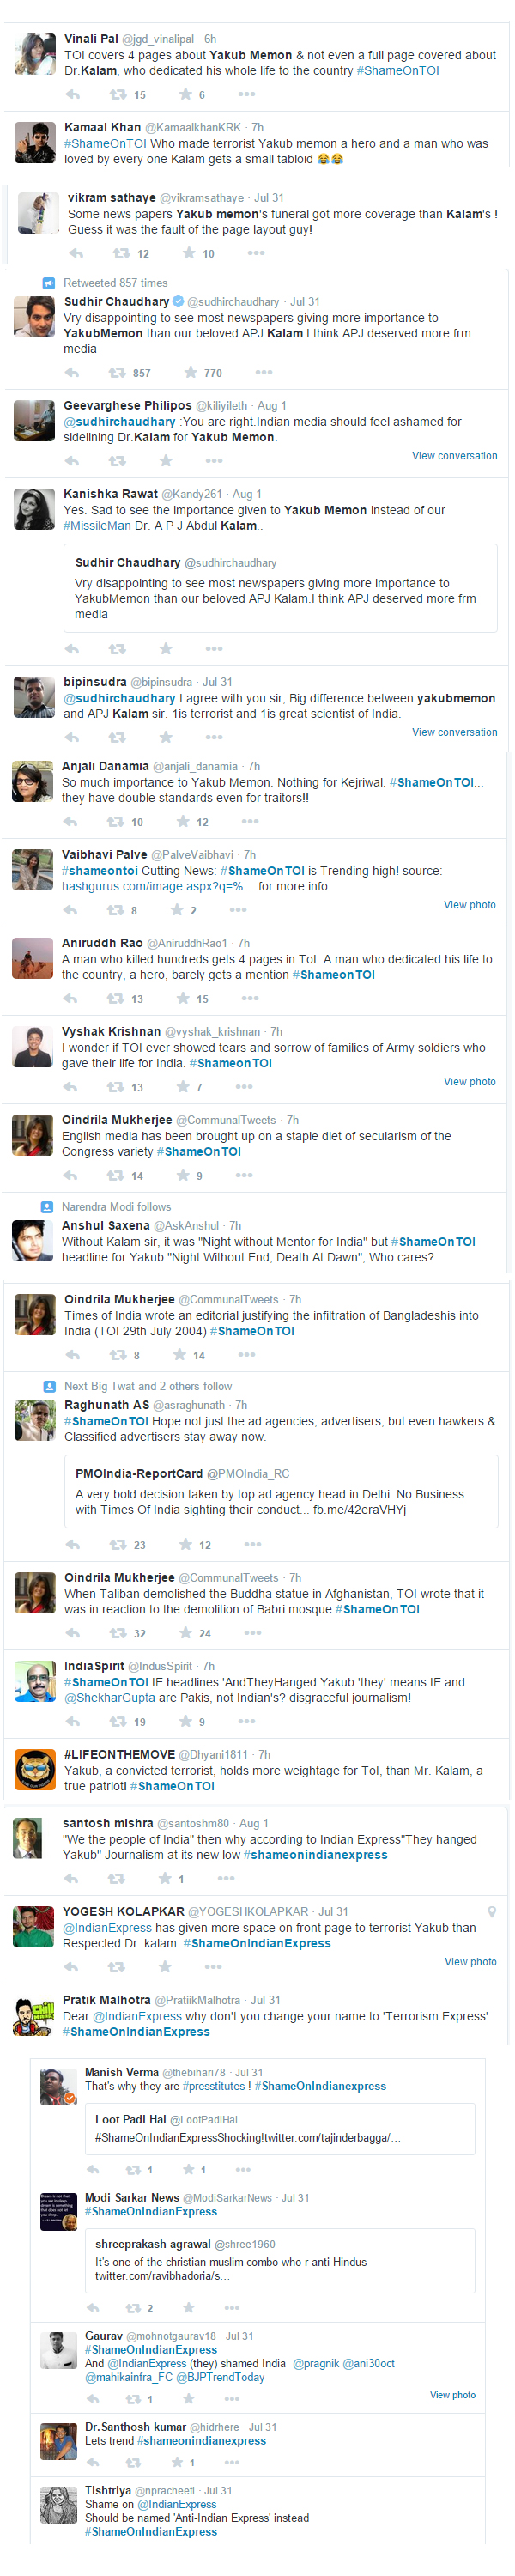 Vinali Pal @jgd_vinalipal · 6h
TOI covers 4 pages about Yakub Memon & not even a full page covered about
Dr.Kalam, who dedicated his whole life to the country #ShameOnTOI
15 6
Kamaal Khan @KamaalkhanKRK · 7h
#ShameOnTOI Who made terrorist Yakub memon a hero and a man who was
loved by every one Kalam gets a small tabloid 😂😂
vikram sathaye @vikramsathaye · Jul 31
Some news papers Yakub memon's funeral got more coverage than Kalam's !
Guess it was the fault of the page layout guy!
12 10
Retweeted 857 times
Sudhir Chaudhary @sudhirchaudhary · Jul 31
Vry disappointing to see most newspapers giving more importance to
YakubMemon than our beloved APJ Kalam.I think APJ deserved more frm
media
857 770
Geevarghese Philipos @kiliyileth · Aug 1
@sudhirchaudhary :You are right.Indian media should feel ashamed for
sidelining Dr.Kalam for Yakub Memon.
View conversation
Kanishka Rawat @Kandy261 · Aug 1
Yes. Sad to see the importance given to Yakub Memon instead of our
#MissileMan Dr. A P J Abdul Kalam..
Sudhir Chaudhary @sudhirchaudhary
Vry disappointing to see most newspapers giving more importance to
YakubMemon than our beloved APJ Kalam.I think APJ deserved more frm
media
bipinsudra @bipinsudra · Jul 31
@sudhirchaudhary I agree with you sir, Big difference between yakubmemon
and APJ Kalam sir. 1is terrorist and 1is great scientist of India.
View conversation
Anjali Danamia @anjali_danamia · 7h
So much importance to Yakub Memon. Nothing for Kejriwal. #ShameOnTOI...
they have double standards even for traitors!!
10 12
Vaibhavi Palve @PalveVaibhavi · 7h
#shameontoi Cutting News: #ShameOnTOI is Trending high! source:
hashgurus.com/image.aspx?q=%... for more info
8 2 View photo
Aniruddh Rao @AniruddhRao1 · 7h
A man who killed hundreds gets 4 pages in ToI. A man who dedicated his life to
the country, a hero, barely gets a mention #ShameonTOI
13 15
Vyshak Krishnan @vyshak_krishnan · 7h
I wonder if TOI ever showed tears and sorrow of families of Army soldiers who
gave their life for India. #ShameonTOI
13 7 View photo
Oindrila Mukherjee @CommunalTweets · 7h
English media has been brought up on a staple diet of secularism of the
Congress variety #ShameOnTOI
14 9
Narendra Modi follows
Anshul Saxena @AskAnshul · 7h
Without Kalam sir, it was "Night without Mentor for India" but #ShameOnTOI
headline for Yakub "Night Without End, Death At Dawn", Who cares?
Oindrila Mukherjee @CommunalTweets · 7h
Times of India wrote an editorial justifying the infiltration of Bangladeshis into
India (TOI 29th July 2004) #ShameOnTOI
8 14
Next Big Twat and 2 others follow
Raghunath AS @asraghunath · 7h
#ShameOnTOI Hope not just the ad agencies, advertisers, but even hawkers &
Classified advertisers stay away now.
PMOIndia-ReportCard @PMOIndia_RC
A very bold decision taken by top ad agency head in Delhi. No Business
with Times Of India sighting their conduct... fb.me/42eraVHYj
23 12
Oindrila Mukherjee @CommunalTweets · 7h
When Taliban demolished the Buddha statue in Afghanistan, TOI wrote that it
was in reaction to the demolition of Babri mosque #ShameOnTOI
32 24
IndiaSpirit @IndusSpirit · 7h
#ShameOnTOI IE headlines 'AndTheyHanged Yakub 'they' means IE and
@ShekharGupta are Pakis, not Indian's? disgraceful journalism!
19 9
#LIFEONTHEMOVE @Dhyani1811 · 7h
Yakub, a convicted terrorist, holds more weightage for ToI, than Mr. Kalam, a
true patriot! #ShameOnTOI
santosh mishra @santoshm80 · Aug 1
"We the people of India" then why according to Indian Express"They hanged
Yakub" Journalism at its new low #shameonindianexpress
1
YOGESH KOLAPKAR @YOGESHKOLAPKAR · Jul 31
@IndianExpress has given more space on front page to terrorist Yakub than
Respected Dr. kalam. #ShameOnIndianExpress
View photo
Pratik Malhotra @PratiikMalhotra · Jul 31
Dear @IndianExpress why don't you change your name to 'Terrorism Express'
#ShameOnIndianExpress
Manish Verma @thebihari78 · Jul 31
That's why they are #presstitutes ! #ShameOnIndianexpress
Loot Padi Hai @LootPadiHai
#ShameOnIndianExpressShocking!twitter.com/tajinderbagga/...
1 1
Modi Sarkar News @ModiSarkarNews · Jul 31
#ShameOnIndianExpress
shreeprakash agrawal @shree1960
It's one of the christian-muslim combo who r anti-Hindus
twitter.com/ravibhadoria/s...
2
Gaurav @mohnotgaurav18 · Jul 31
#ShameOnIndianExpress
And @IndianExpress (they) shamed India @pragnik @ani30oct
@mahikainfra_FC @BJPTrendToday
1 View photo
Dr.Santhosh kumar @hidrhere · Jul 31
Lets trend #shameonindianexpress
1
Tishtriya @npracheeti · Jul 31
Shame on @IndianExpress
Should be named 'Anti-Indian Express' instead
#ShameOnIndianExpress